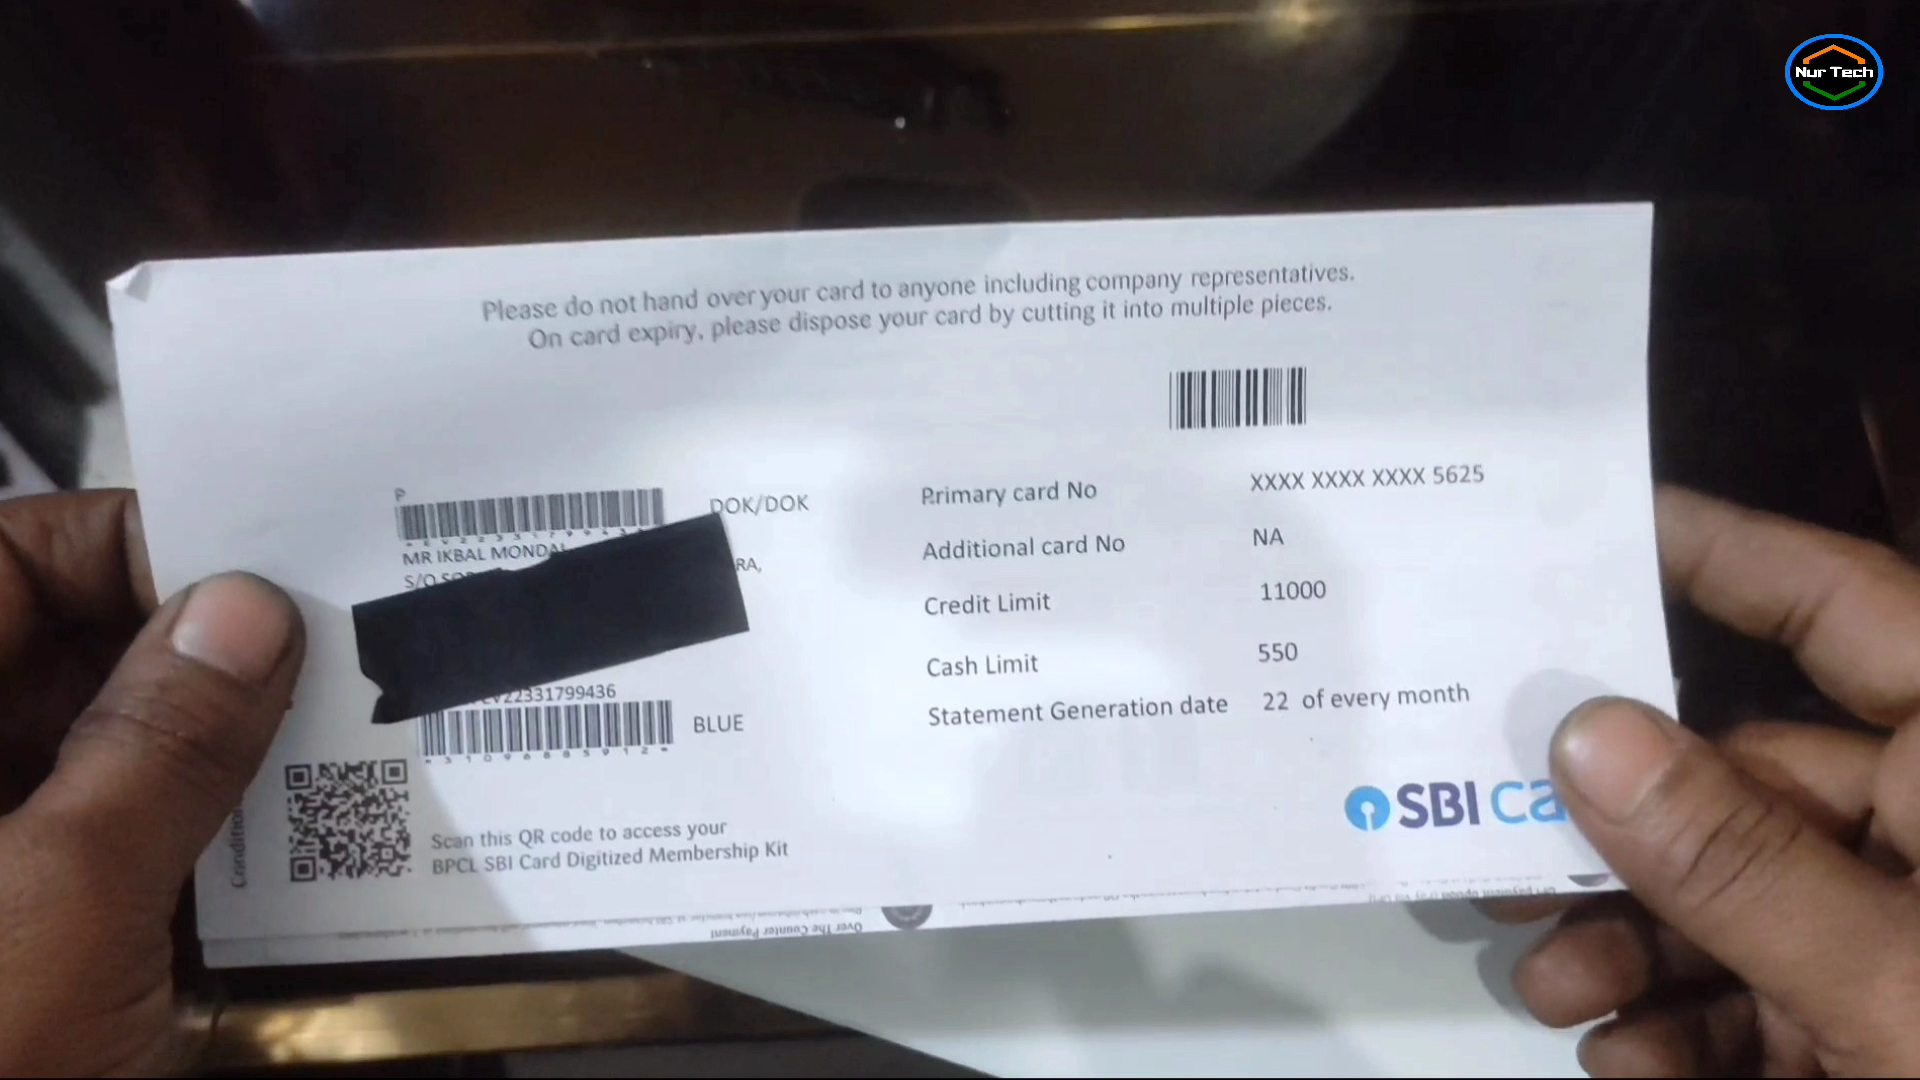 Nur Tech
Please do not hand over your card to anyone including company representatives.
On card expiry, please dispose your card by cutting it into multiple pieces.
P
DOK/DOK
MR IKBAL MONDAL
S/O
RA,
22331799436
BLUE
*31096885912*
Scan this QR code to access your
BPCL SBI Card Digitized Membership Kit
Primary card No XXXX XXXX XXXX 5625
Additional card No NA
Credit Limit 11000
Cash Limit 550
Statement Generation date 22 of every month
SBI Ca
Condition
Over The Counter Payment